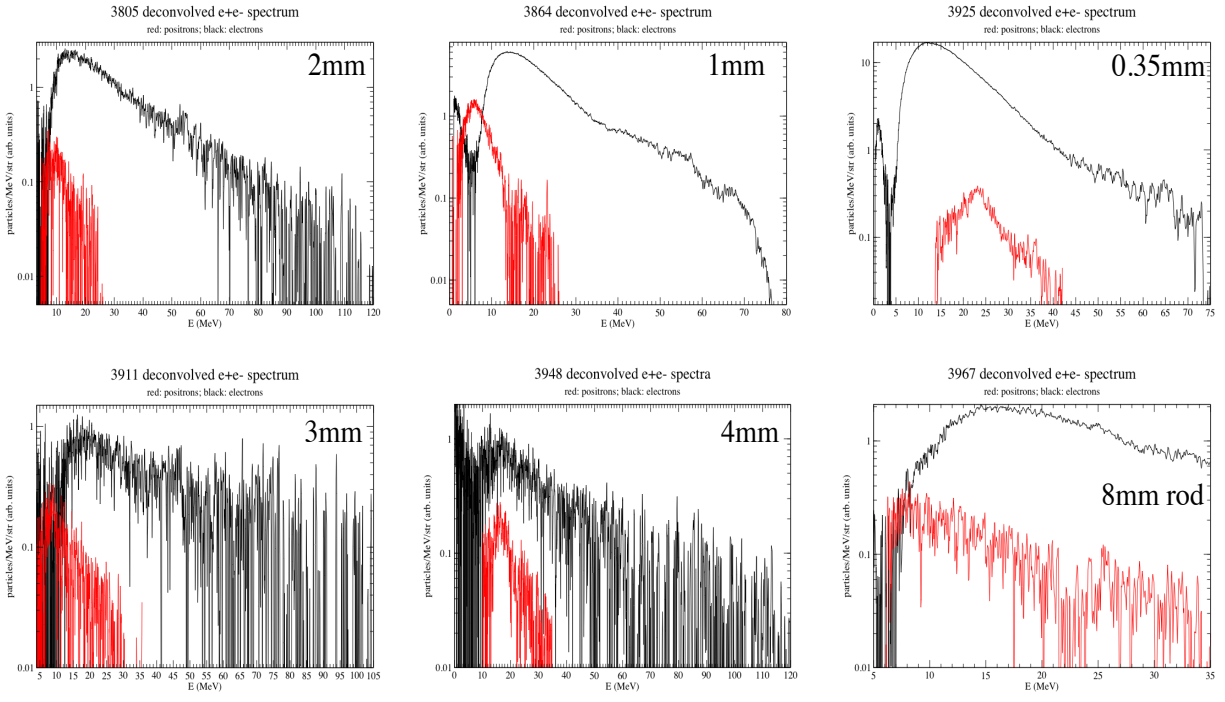 3805 deconvolved e+e- spectrum
red: positrons; black: electrons
2mm
particles/MeV/str (arb. units)
1
0.1
0.01
10 20 30 40 50 60 70 80 90 100 110 120
E (MeV)
3864 deconvolved e+e- spectrum
red: positrons; black: electrons
1mm
particles/MeV/str (arb. units)
1
0.1
0.01
0 10 20 30 40 50 60 70 80
E (MeV)
3925 deconvolved e+e- spectrum
red: positrons; black: electrons
0.35mm
particles/MeV/str (arb. units)
10
1
0.1
0 5 10 15 20 25 30 35 40 45 50 55 60 65 70 75
E (MeV)
3911 deconvolved e+e- spectrum
red: positrons; black: electrons
3mm
particles/MeV/str (arb. units)
1
0.1
0.01
5 10 15 20 25 30 35 40 45 50 55 60 65 70 75 80 85 90 95 100 105
E (MeV)
3948 deconvolved e+e- spectra
red: positrons; black: electrons
4mm
particles/MeV/str (arb. units)
1
0.1
0.01
0 10 20 30 40 50 60 70 80 90 100 110 120
E (MeV)
3967 deconvolved e+e- spectrum
red: positrons; black: electrons
8mm rod
particles/MeV/str (arb. units)
1
0.1
0.01
5 10 15 20 25 30 35
E (MeV)